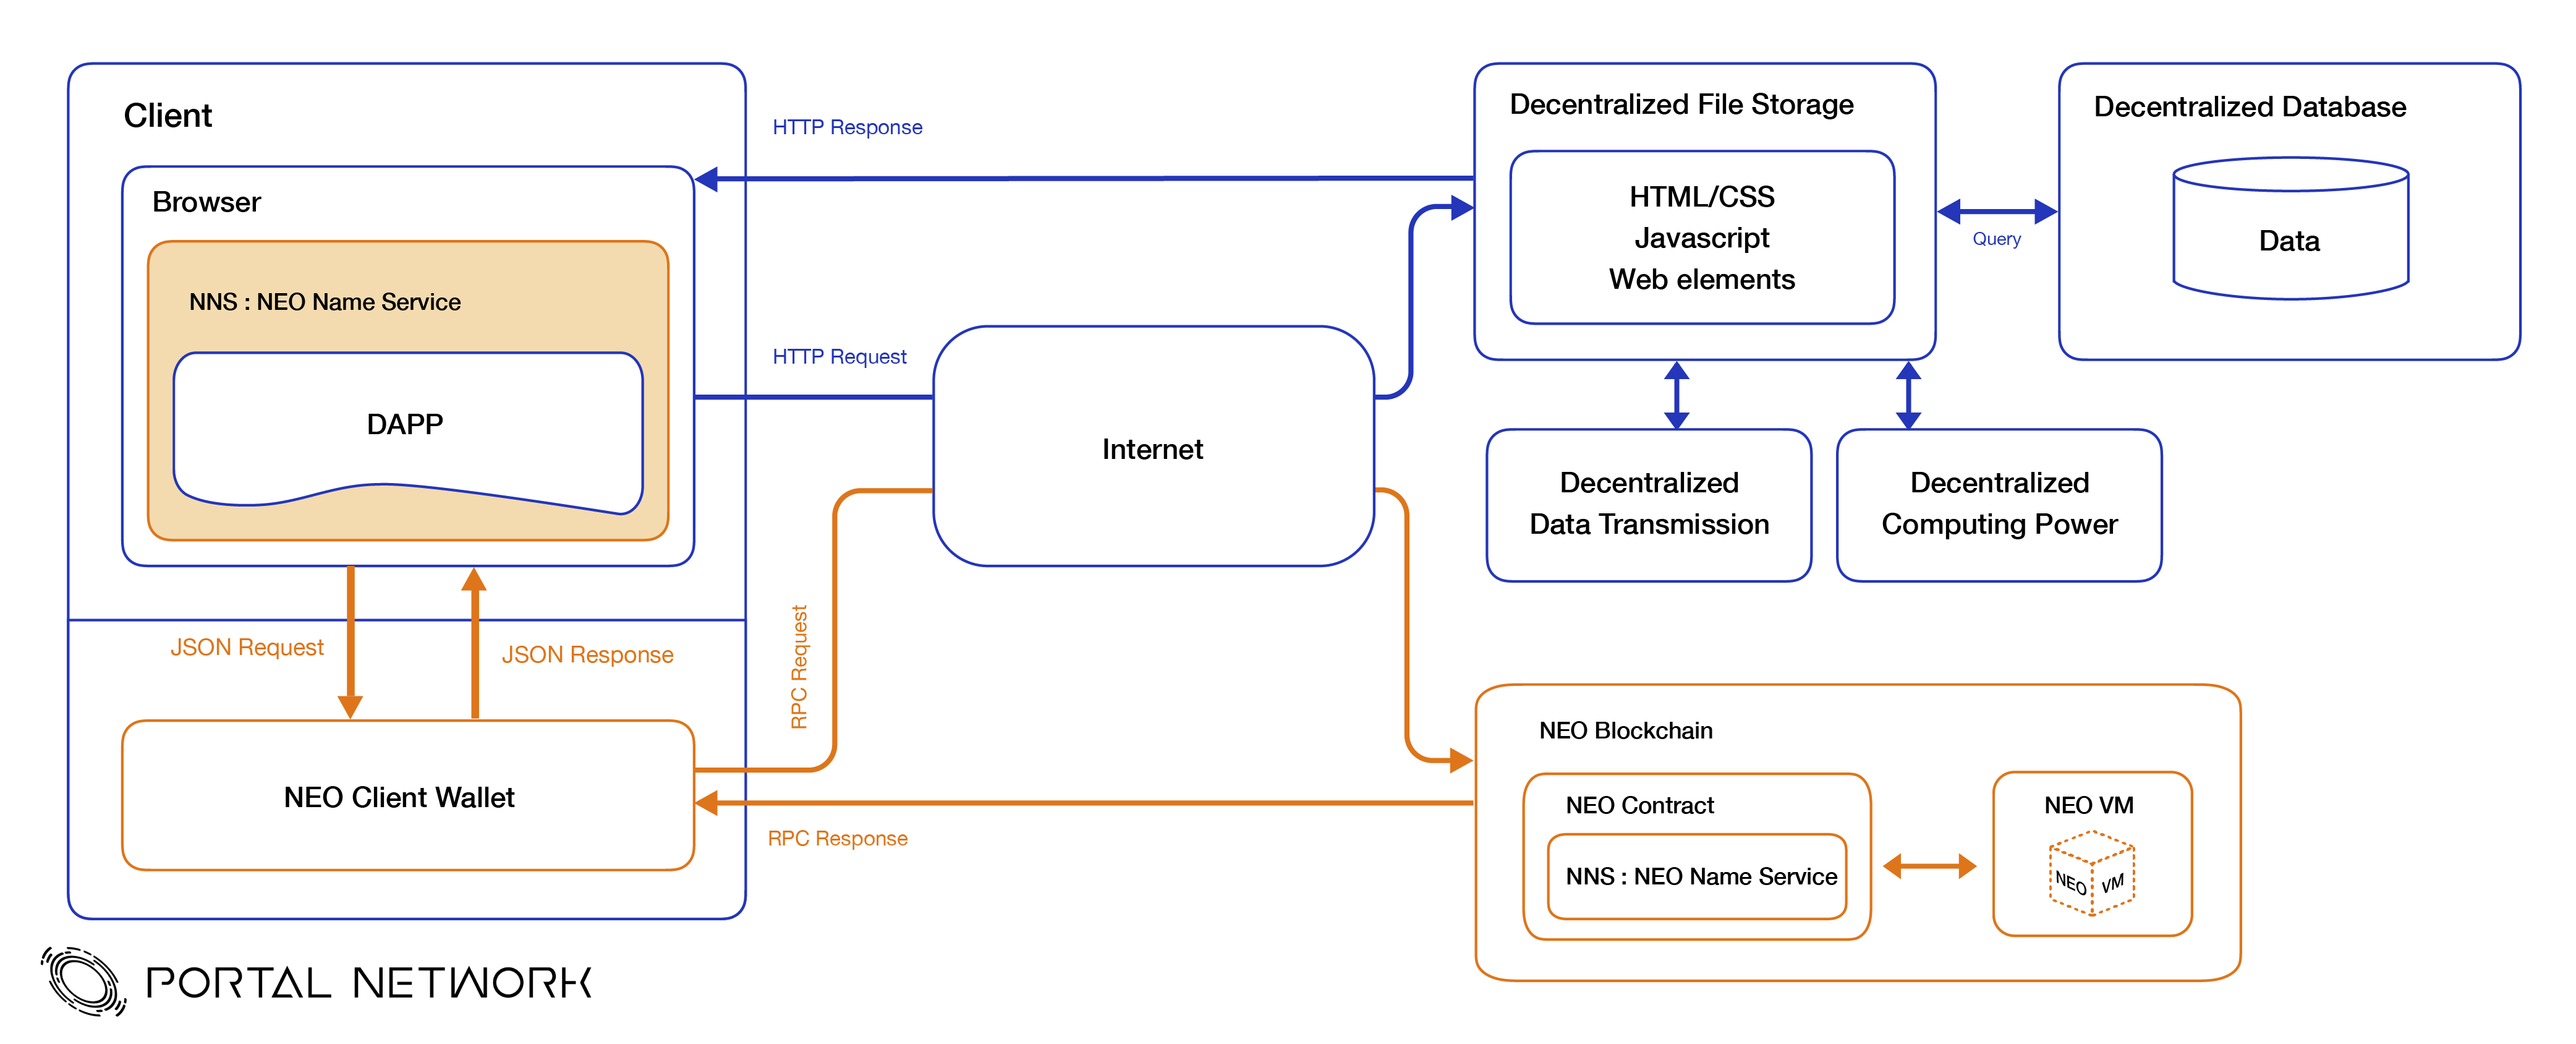 Client
Browser
NNS : NEO Name Service
DAPP
JSON Request
JSON Response
NEO Client Wallet
HTTP Response
HTTP Request
RPC Request
RPC Response
Internet
Decentralized File Storage
HTML/CSS
Javascript
Web elements
Query
Decentralized Database
Data
Decentralized
Data Transmission
Decentralized
Computing Power
NEO Blockchain
NEO Contract
NNS : NEO Name Service
NEO VM
NEO VM
PORTAL NETWORK